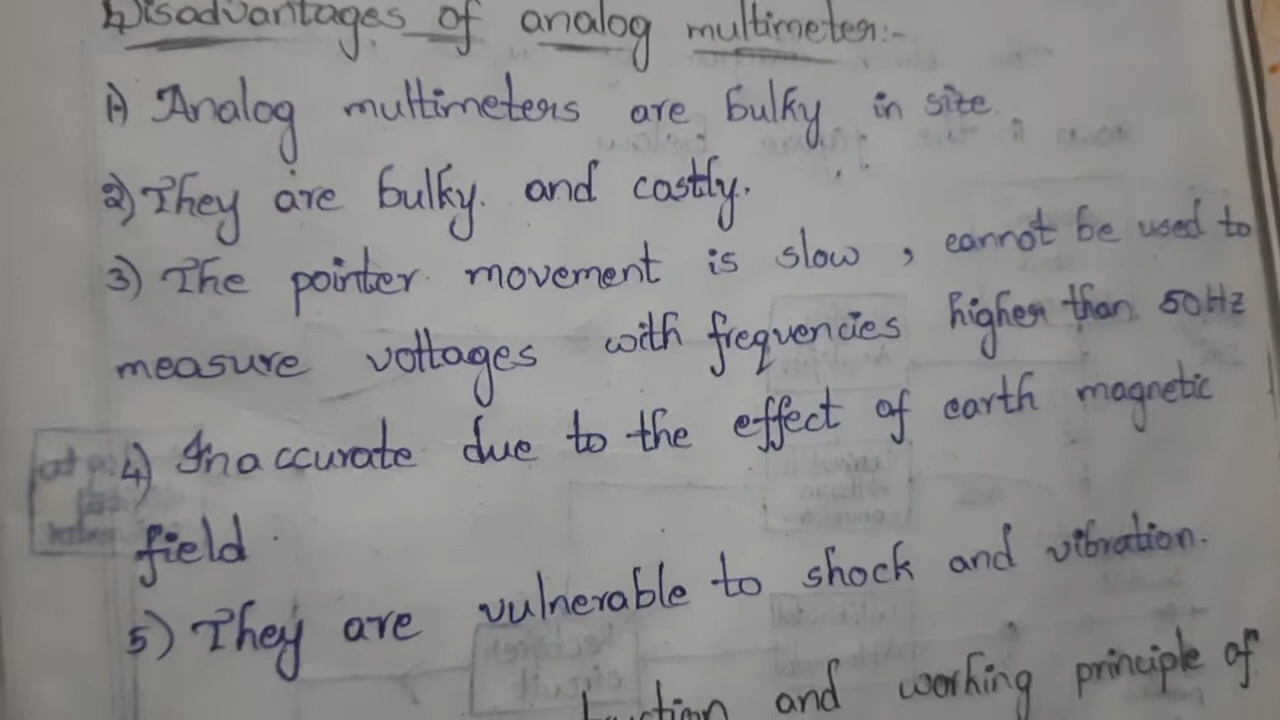 Disadvantages of analog multimeter:-
1) Analog multimeters are bulky in size.
2) They are bulky. and costly.
3) The pointer movement is slow , cannot be used to
measure voltages with frequencies higher than 50Hz
4) Inaccurate due to the effect of earth magnetic
field.
5) They are vulnerable to shock and vibration.
and working principle of